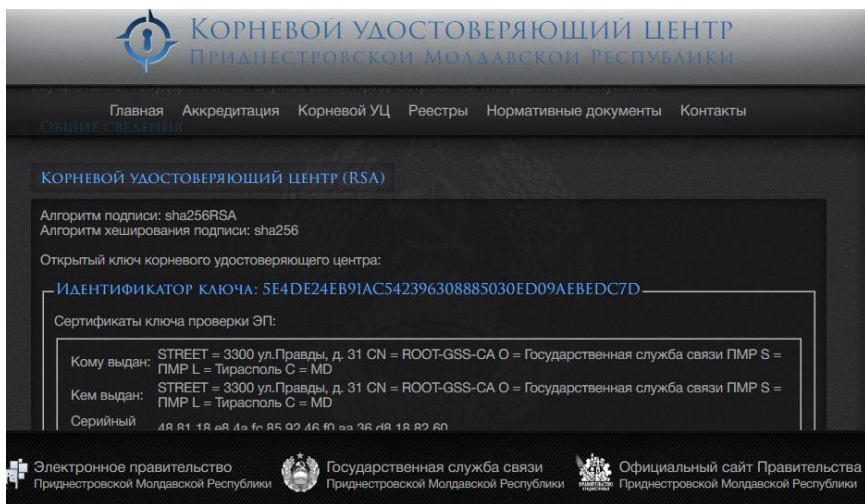 Корневой удостоверяющий центр
Приднестровской Молдавской Республики
Главная Аккредитация Корневой УЦ Реестры Нормативные документы Контакты
Общие сведения
Корневой удостоверяющий центр (RSA)
Алгоритм подписи: sha256RSA
Алгоритм хеширования подписи: sha256
Открытый ключ корневого удостоверяющего центра:
Идентификатор ключа: 5E4DE24EB91AC542396308885030ED09AEBEDC7D
Сертификаты ключа проверки ЭП:
Кому выдан: STREET = 3300 ул.Правды, д. 31 CN = ROOT-GSS-CA O = Государственная служба связи ПМР S =
ПМР L = Тирасполь C = MD
Кем выдан: STREET = 3300 ул.Правды, д. 31 CN = ROOT-GSS-CA O = Государственная служба связи ПМР S =
ПМР L = Тирасполь C = MD
Серийный 48 81 18 e8 4a fc 85 92 46 f0 aa 36 d8 18 82 60
Электронное правительство
Приднестровской Молдавской Республики
Государственная служба связи
Приднестровской Молдавской Республики
Официальный сайт Правительства
Приднестровской Молдавской Республики